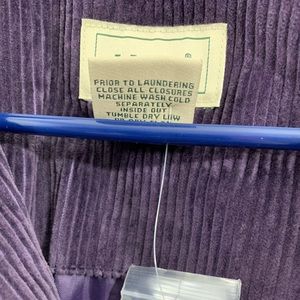 PRIOR TO LAUNDERING
CLOSE ALL CLOSURES
MACHINE WASH COLD
SEPARATELY
INSIDE OUT
TUMBLE DRY LOW